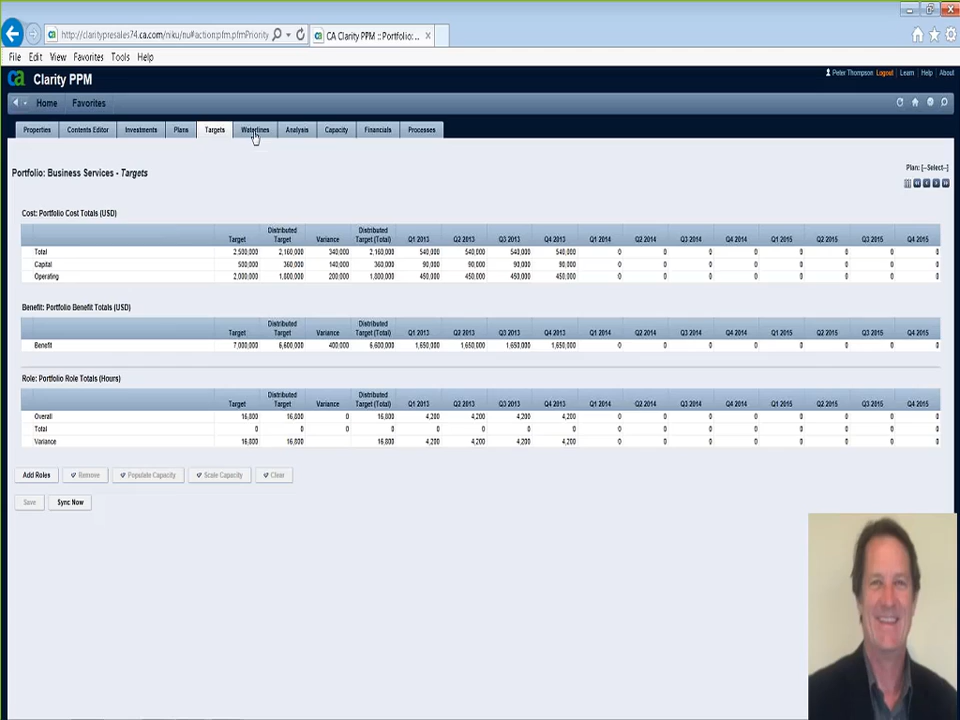 http://claritypresales74.ca.com/niku/nu#action:pfm.pfmPriority
CA Clarity PPM :: Portfolio: ...
File Edit View Favorites Tools Help
ca Clarity PPM
Peter Thompson Logout Learn Help About
Home Favorites
Properties Contents Editor Investments Plans Targets Waterlines Analysis Capacity Financials Processes
Plan: [--Select--]
Portfolio: Business Services - Targets
Cost: Portfolio Cost Totals (USD)
Target Distributed Target Variance Distributed Target (Total) Q1 2013 Q2 2013 Q3 2013 Q4 2013 Q1 2014 Q2 2014 Q3 2014 Q4 2014 Q1 2015 Q2 2015 Q3 2015 Q4 2015
Total 2,500,000 2,160,000 340,000 2,160,000 540,000 540,000 540,000 540,000 0 0 0 0 0 0 0 0
Capital 500,000 360,000 140,000 360,000 90,000 90,000 90,000 90,000 0 0 0 0 0 0 0 0
Operating 2,000,000 1,800,000 200,000 1,800,000 450,000 450,000 450,000 450,000 0 0 0 0 0 0 0 0
Benefit: Portfolio Benefit Totals (USD)
Target Distributed Target Variance Distributed Target (Total) Q1 2013 Q2 2013 Q3 2013 Q4 2013 Q1 2014 Q2 2014 Q3 2014 Q4 2014 Q1 2015 Q2 2015 Q3 2015 Q4 2015
Benefit 7,000,000 6,600,000 400,000 6,600,000 1,650,000 1,650,000 1,650,000 1,650,000 0 0 0 0 0 0 0 0
Role: Portfolio Role Totals (Hours)
Target Distributed Target Variance Distributed Target (Total) Q1 2013 Q2 2013 Q3 2013 Q4 2013 Q1 2014 Q2 2014 Q3 2014 Q4 2014 Q1 2015 Q2 2015 Q3 2015 Q4 2015
Overall 16,800 16,800 0 16,800 4,200 4,200 4,200 4,200 0 0 0 0 0 0 0 0
Total 0 0 0 0 0 0 0 0 0 0 0 0 0 0 0 0
Variance 16,800 16,800 16,800 4,200 4,200 4,200 4,200 0 0 0 0 0 0 0 0
Add Roles Remove Populate Capacity Scale Capacity Clear
Save Sync Now